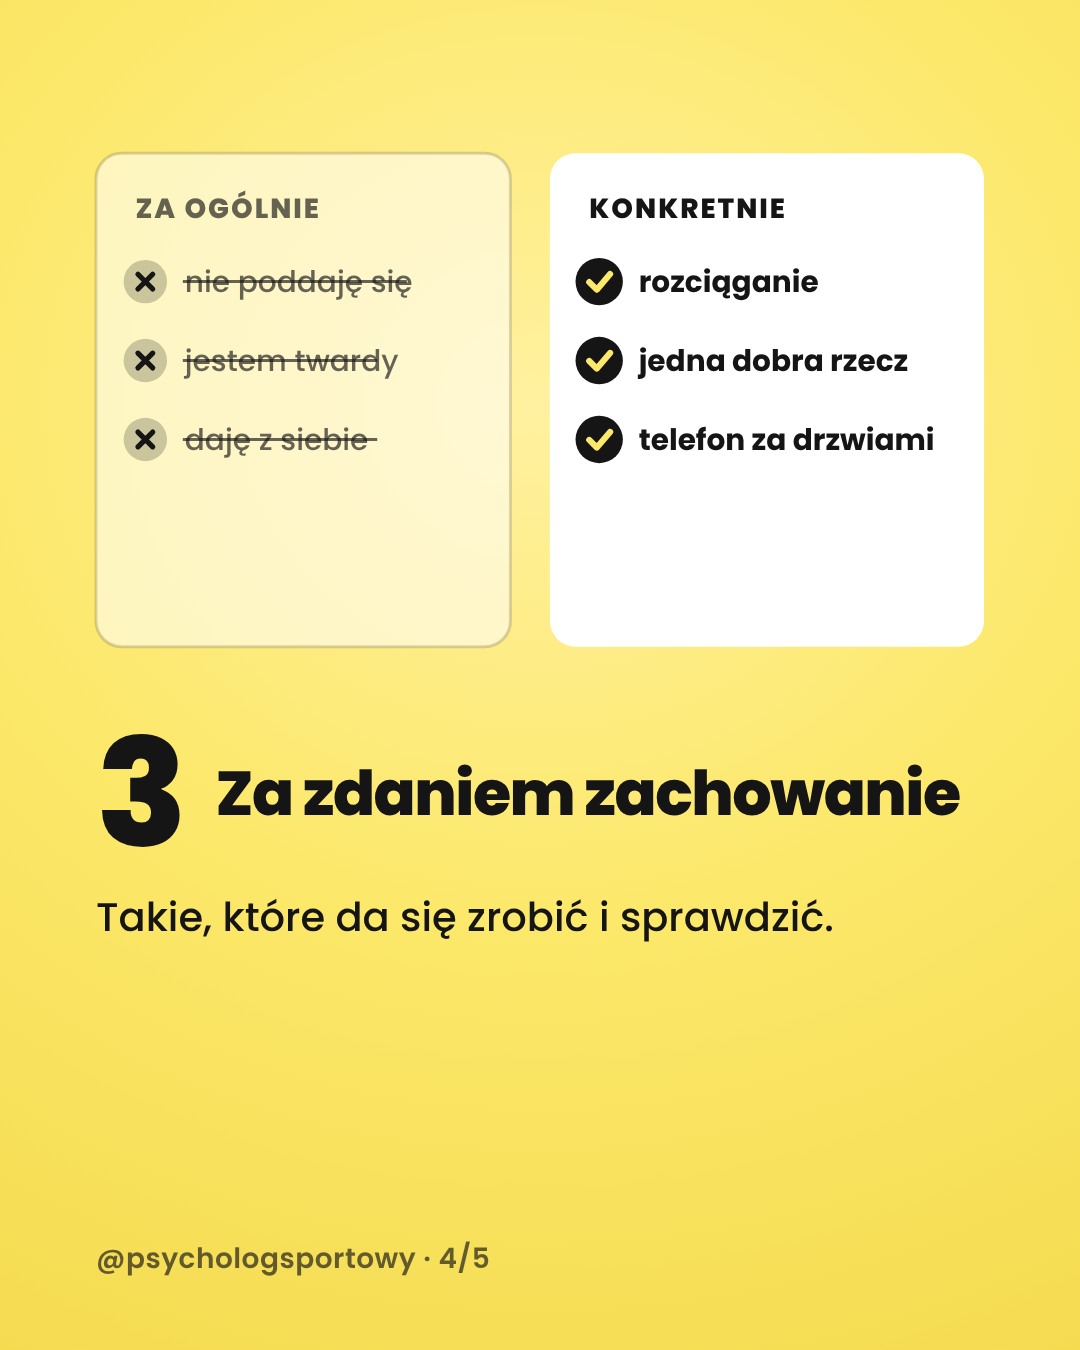 ZA OGÓLNIE
nie poddaję się
jestem twardy
daję z siebie
KONKRETNIE
rozciąganie
jedna dobra rzecz
telefon za drzwiami
3 Za zdaniem zachowanie
Takie, które da się zrobić i sprawdzić.
@psychologsportowy · 4/5